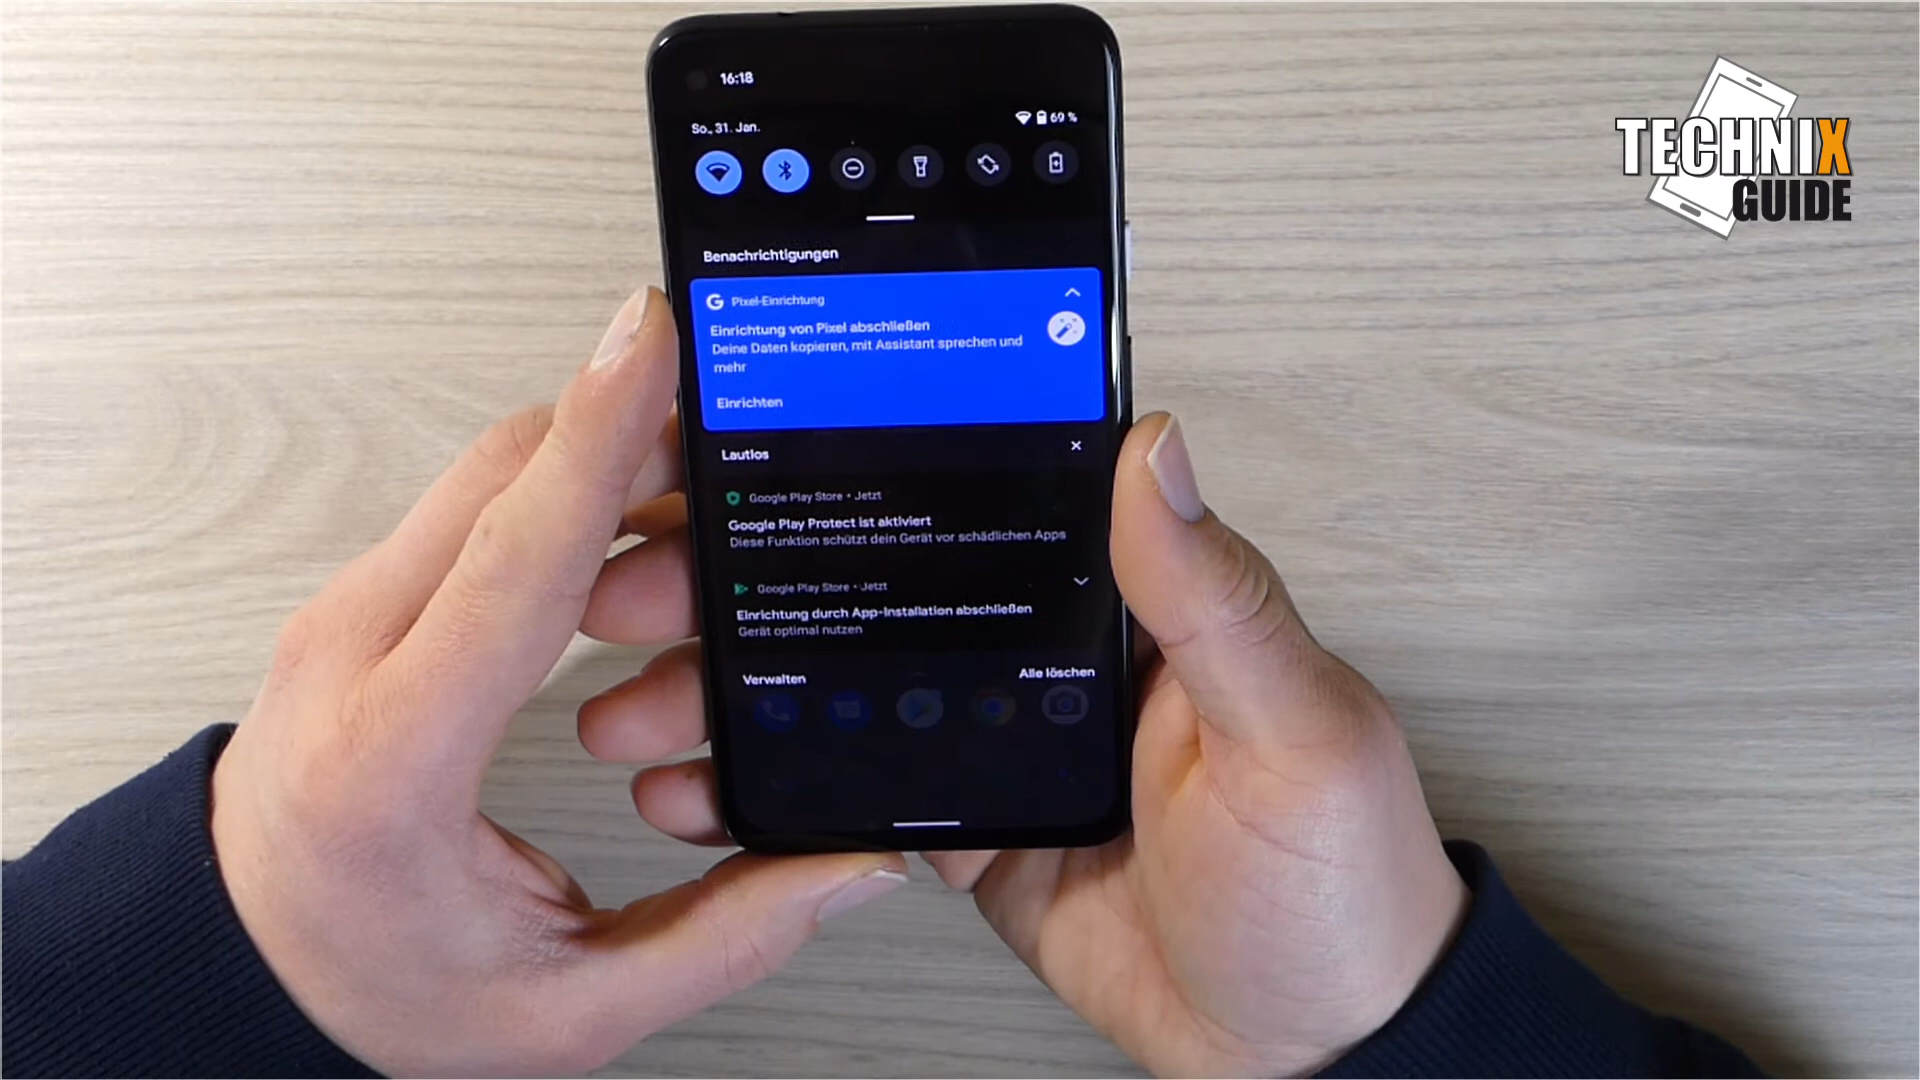 TECHNIX
GUIDE
16:18
So., 31. Jan.
69 %
Benachrichtigungen
G Pixel-Einrichtung
Einrichtung von Pixel abschließen
Deine Daten kopieren, mit Assistant sprechen und
mehr
Einrichten
Lautlos
Google Play Store • Jetzt
Google Play Protect ist aktiviert
Diese Funktion schützt dein Gerät vor schädlichen Apps
Google Play Store • Jetzt
Einrichtung durch App-Installation abschließen
Gerät optimal nutzen
Verwalten
Alle löschen